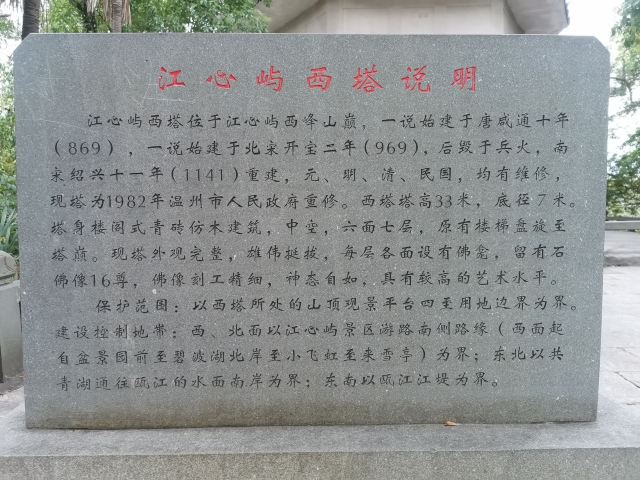 江心屿西塔说明
江心屿西塔位于江心屿西峰山巅，一说始建于唐咸通十年
（869），一说始建于北宋开宝二年（969），后毁于兵火，南
宋绍兴十一年（1141）重建，元、明、清、民国，均有维修，
现塔为1982年温州市人民政府重修。西塔塔高33米，底径7米。
塔身楼阁式青砖仿木建筑，中空，六面七层，原有楼梯盘旋至
塔巅。现塔外观完整，雄伟挺拔，每层各面设有佛龛，留有石
佛像16尊，佛像刻工精细，神态自如，具有较高的艺术水平。
保护范围：以西塔所处的山顶观景平台四至用地边界为界。
建设控制地带：西、北面以江心屿景区游路南侧路缘（西面起
自盆景园前至碧波湖北岸至小飞虹至来雪亭）为界；东北以共
青湖通往瓯江的水西南岸为界；东南以瓯江江堤为界。